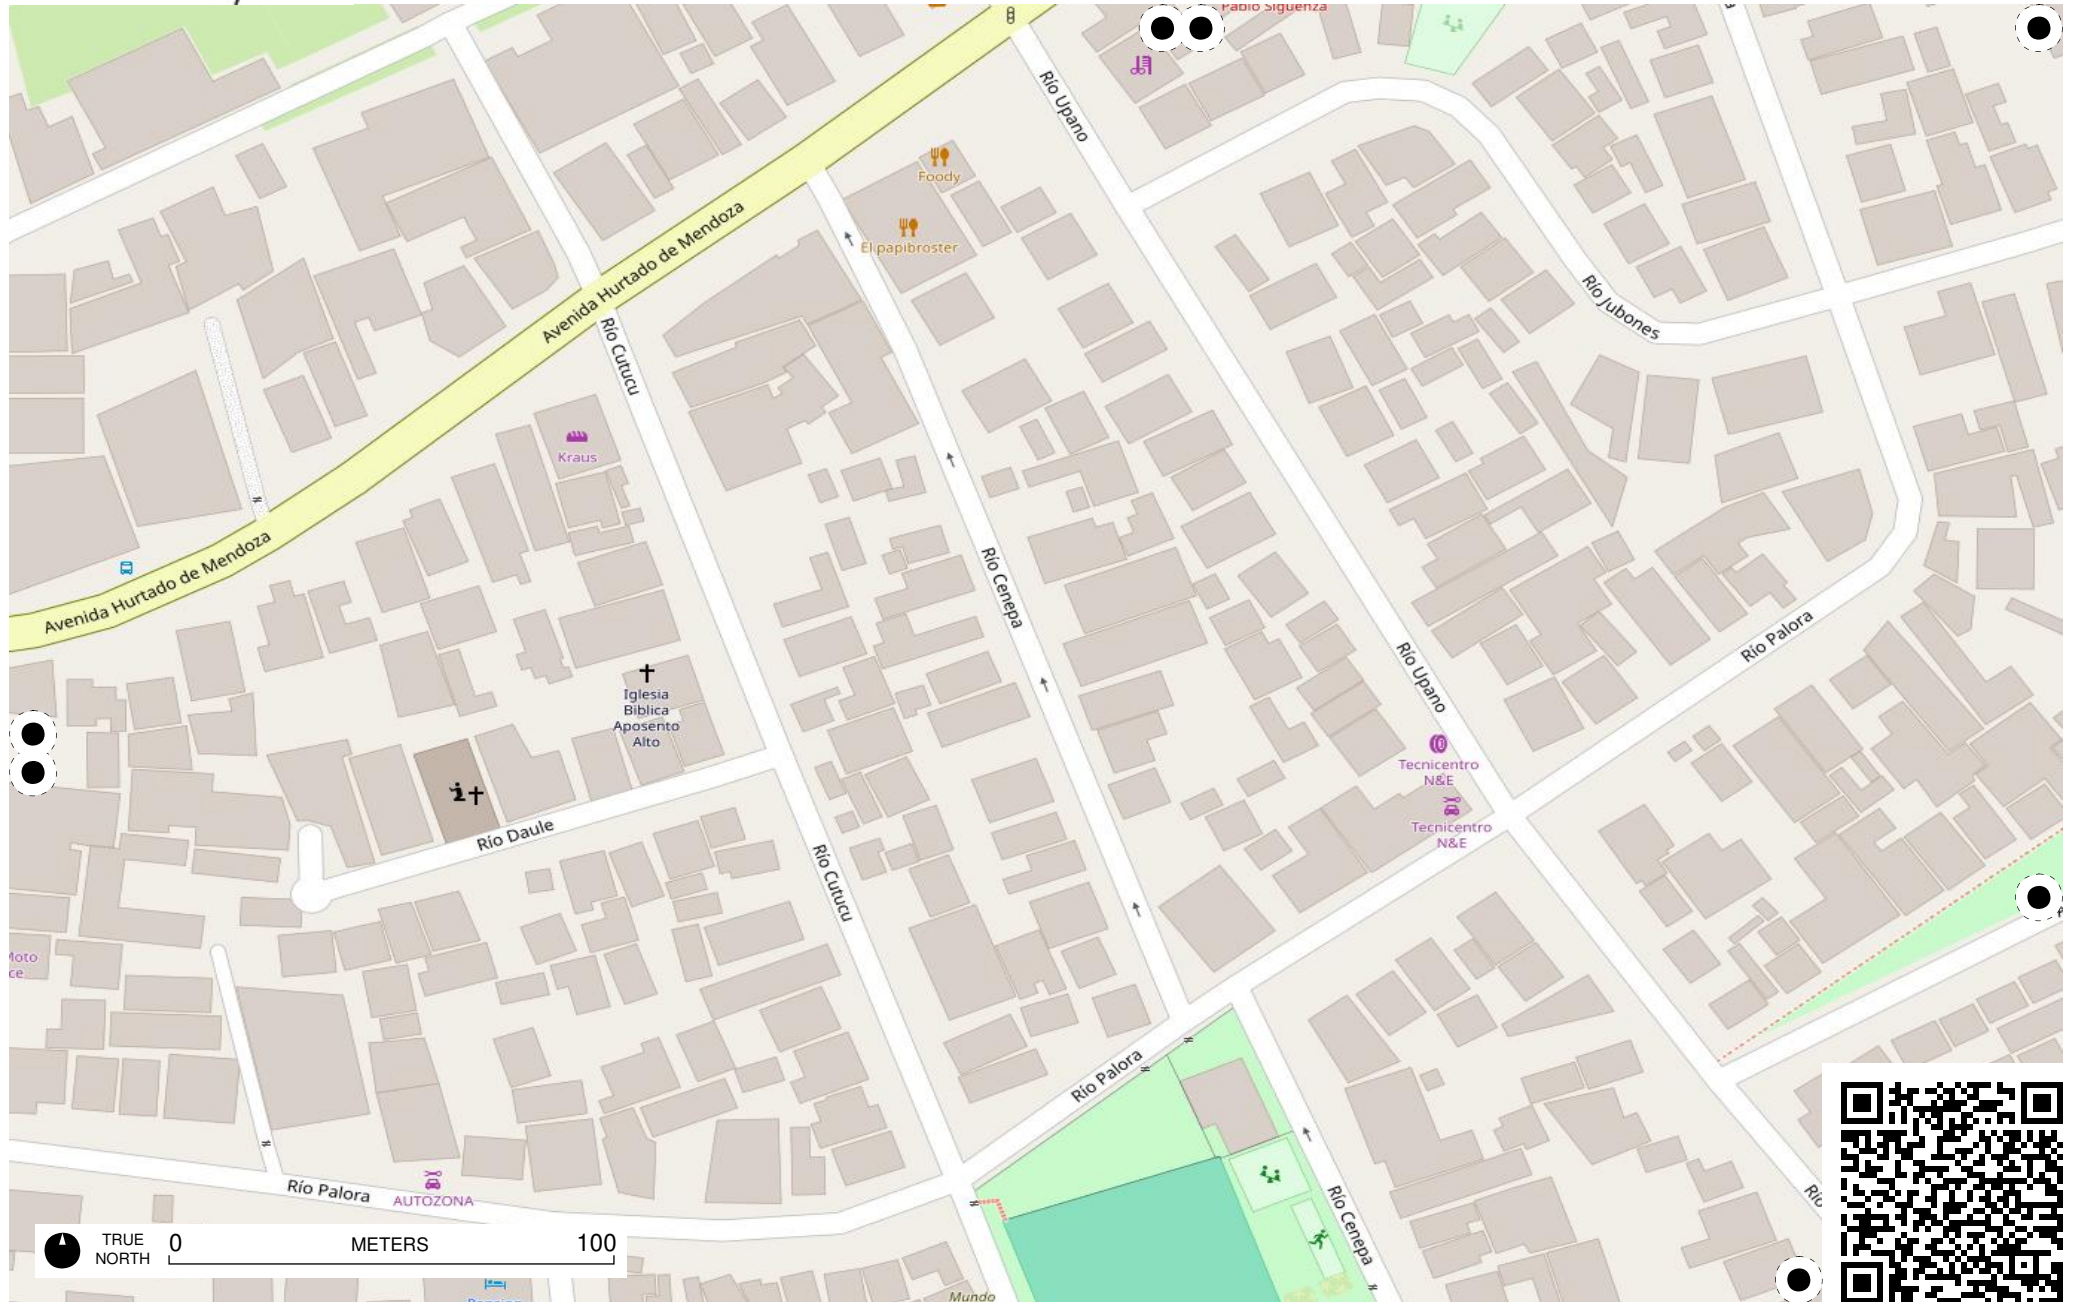 Pablo Sigüenza
Río Upano
Foody
El papibroster
Avenida Hurtado de Mendoza
Río Jubones
Río Cutucu
Kraus
Avenida Hurtado de Mendoza
Río Cenepa
Río Palora
Iglesia
Biblica
Aposento
Alto
Río Upano
Tecnicentro
N&E
Tecnicentro
N&E
Río Daule
Río Cutucu
Río Palora
Río Palora
AUTOZONA
Río Cenepa
TRUE
NORTH
0
METERS
100
Mundo